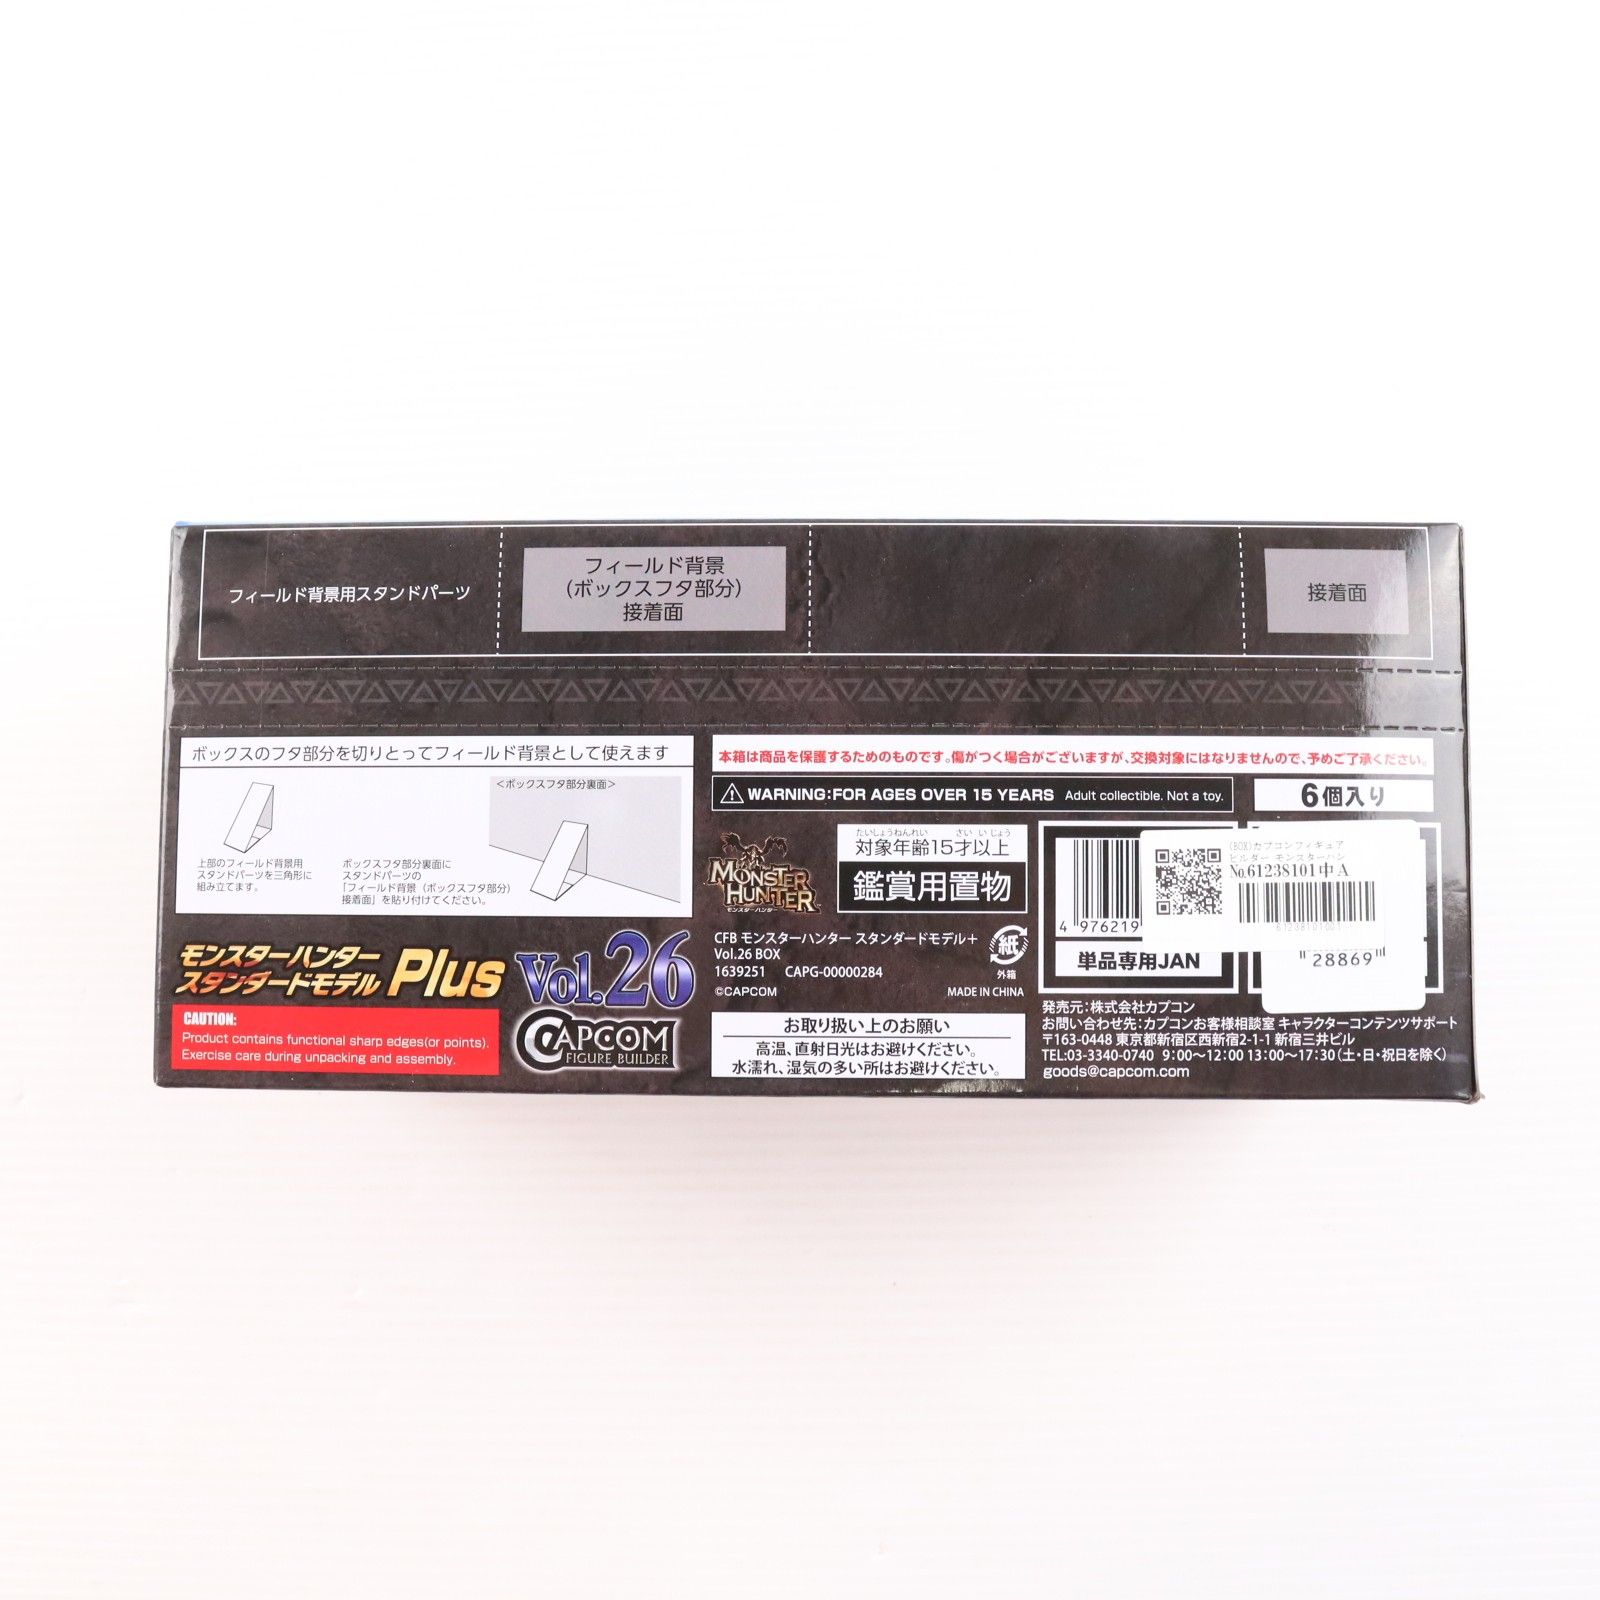 フィールド背景用スタンドパーツ
フィールド背景
(ボックスフタ部分)
接着面
接着面
ボックスのフタ部分を切りとってフィールド背景として使えます
上部のフィールド背景用
スタンドパーツを三角形に
組み立てます。
<ボックスフタ部分裏面>
ボックスフタ部分裏面に
スタンドパーツの
「フィールド背景（ボックスフタ部分）
接着面」を貼り付けてください。
モンスターハンター
スタンダードモデル Plus Vol.26
CAUTION:
Product contains functional sharp edges(or points).
Exercise care during unpacking and assembly.
CAPCOM
FIGURE BUILDER
本箱は商品を保護するためのものです。傷がつく場合がございますが、交換対象にはなりませんので、予めご了承ください。
WARNING:FOR AGES OVER 15 YEARS Adult collectible. Not a toy.
6個入り
MONSTER
HUNTER
モンスターハンター
たいしょうねんれい さい いじょう
対象年齢15才以上
鑑賞用置物
CFB モンスターハンター スタンダードモデル＋
Vol.26 BOX
1639251 CAPG-00000284
©CAPCOM
紙
外箱
MADE IN CHINA
お取り扱い上のお願い
高温、直射日光はお避けください。
水濡れ、湿気の多い所はお避けください。
4 976219
単品専用JAN
(BOX)カプコンフィギュア
ビルダー モンスターハン
No.61238101中A
61238101001
28869
発売元：株式会社カプコン
お問い合わせ先：カプコンお客様相談室 キャラクターコンテンツサポート
〒163-0448 東京都新宿区西新宿2-1-1 新宿三井ビル
TEL:03-3340-0740 9:00〜12:00 13:00〜17:30（土・日・祝日を除く）
goods@capcom.com